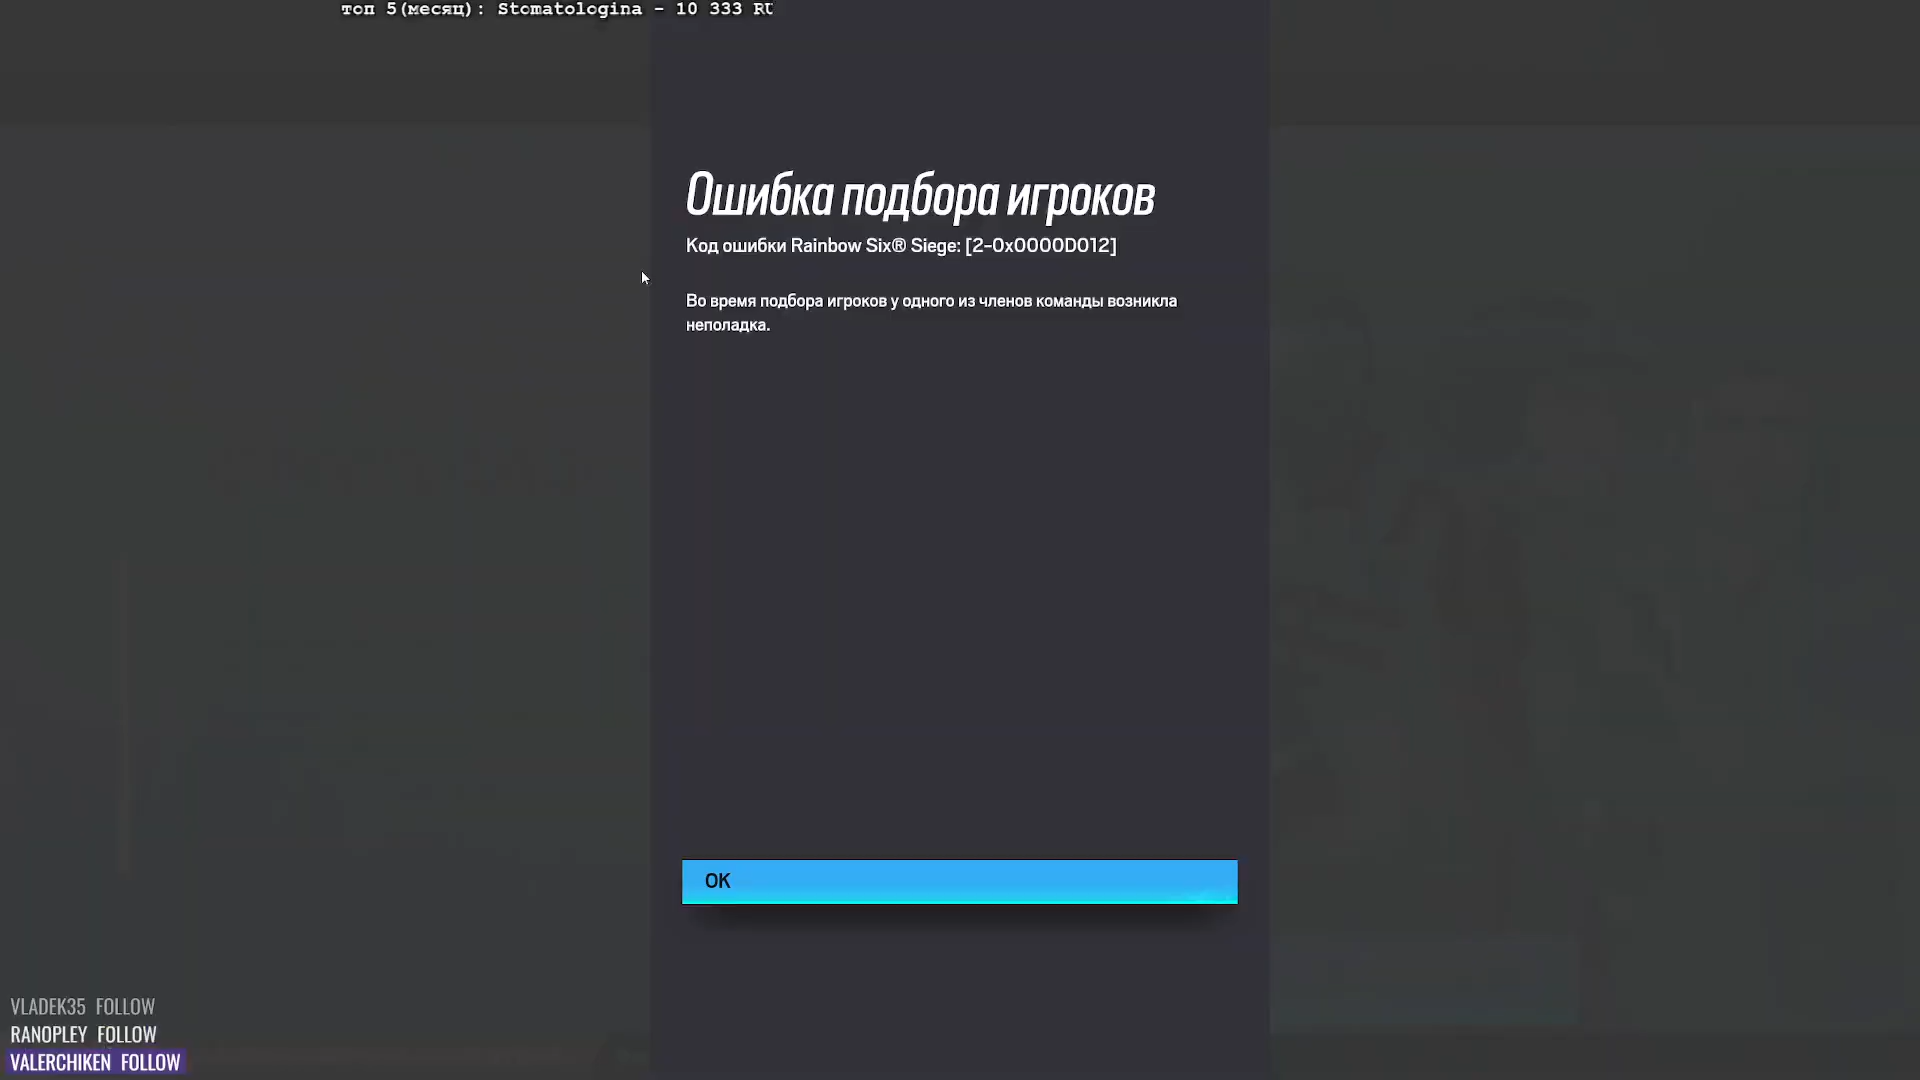 топ 5(месяц): Stomatologina - 10 333 RU
Ошибка подбора игроков
Код ошибки Rainbow Six® Siege: [2-0x0000D012]
Во время подбора игроков у одного из членов команды возникла
неполадка.
OK
VLADEK35 FOLLOW
RANOPLEY FOLLOW
VALERCHIKEN FOLLOW